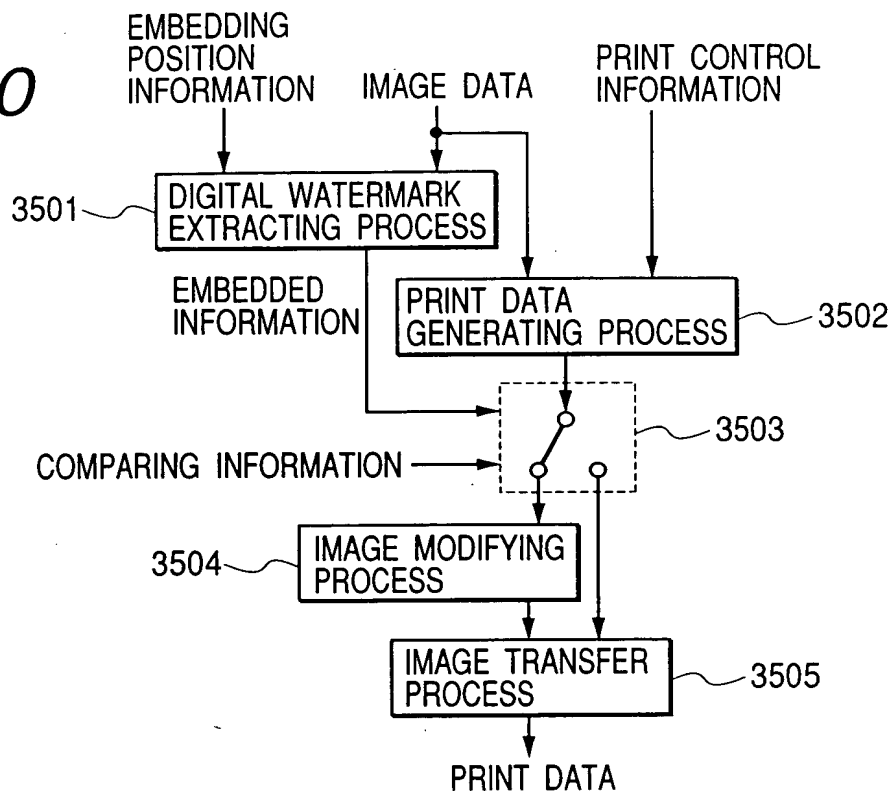 0
EMBEDDING
POSITION
INFORMATION
IMAGE DATA
PRINT CONTROL
INFORMATION
3501
DIGITAL WATERMARK
EXTRACTING PROCESS
EMBEDDED
INFORMATION
PRINT DATA
GENERATING PROCESS
3502
3503
COMPARING INFORMATION
3504
IMAGE MODIFYING
PROCESS
IMAGE TRANSFER
PROCESS
3505
PRINT DATA